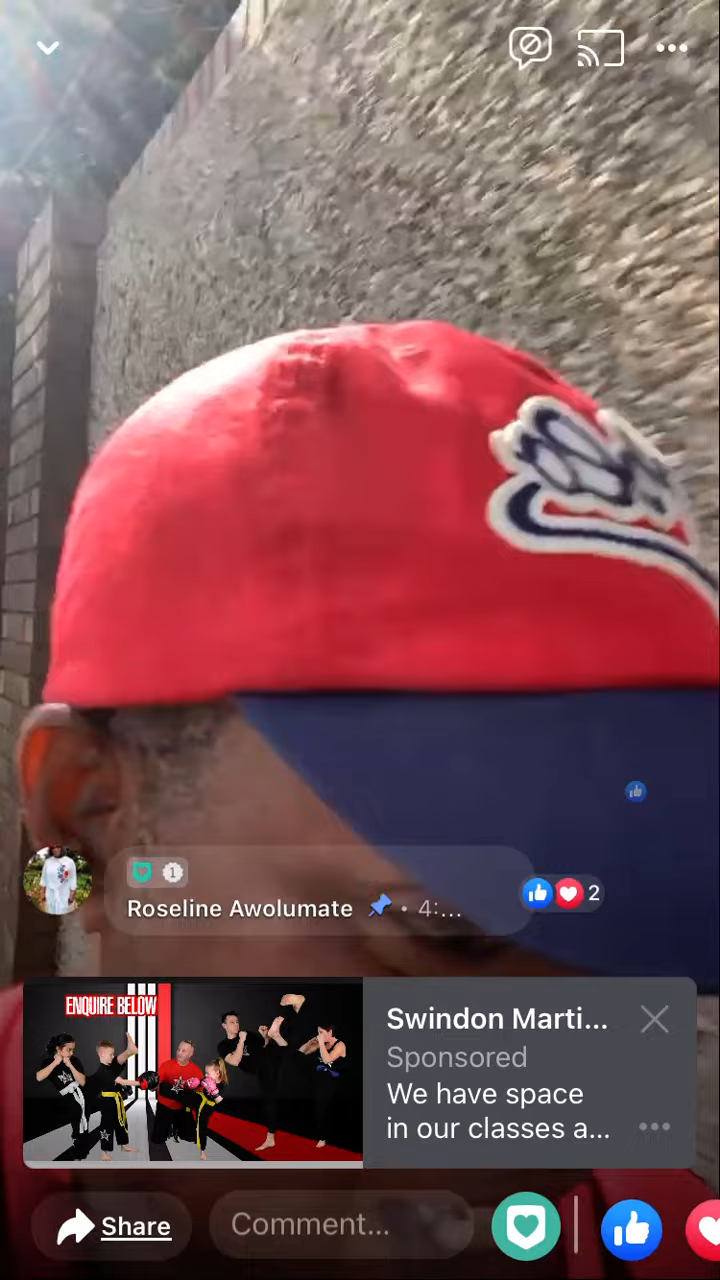 1
Roseline Awolumate • 4:...
2
ENQUIRE BELOW
Swindon Marti...
Sponsored
We have space
in our classes a...
Share
Comment...